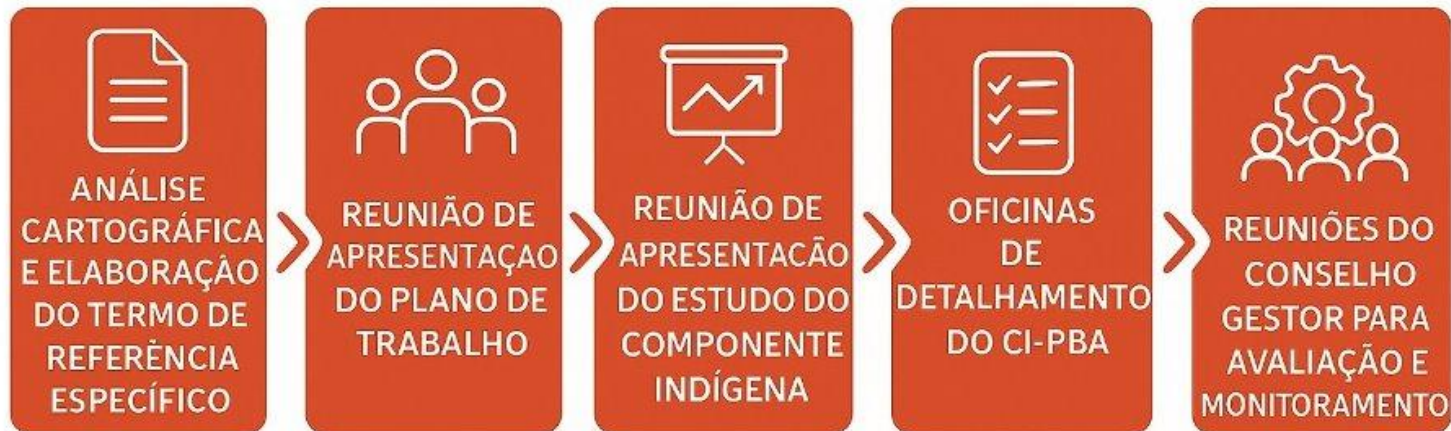 ANÁLISE
CARTOGRÁFICA
E ELABORAÇÃO
DO TERMO DE
REFERÊNCIA
ESPECÍFICO
REUNIÃO DE
APRESENTAÇAO
DO PLANO DE
TRABALHO
REUNIÃO DE
APRESENTACÃO
DO ESTUDO DO
COMPONENTE
INDÍGENA
OFICINAS
DE
DETALHAMENTO
DO CI-PBA
REUNIÕES DO
CONSELHO
GESTOR PARA
AVALIAÇÃO E
MONITORAMENTO